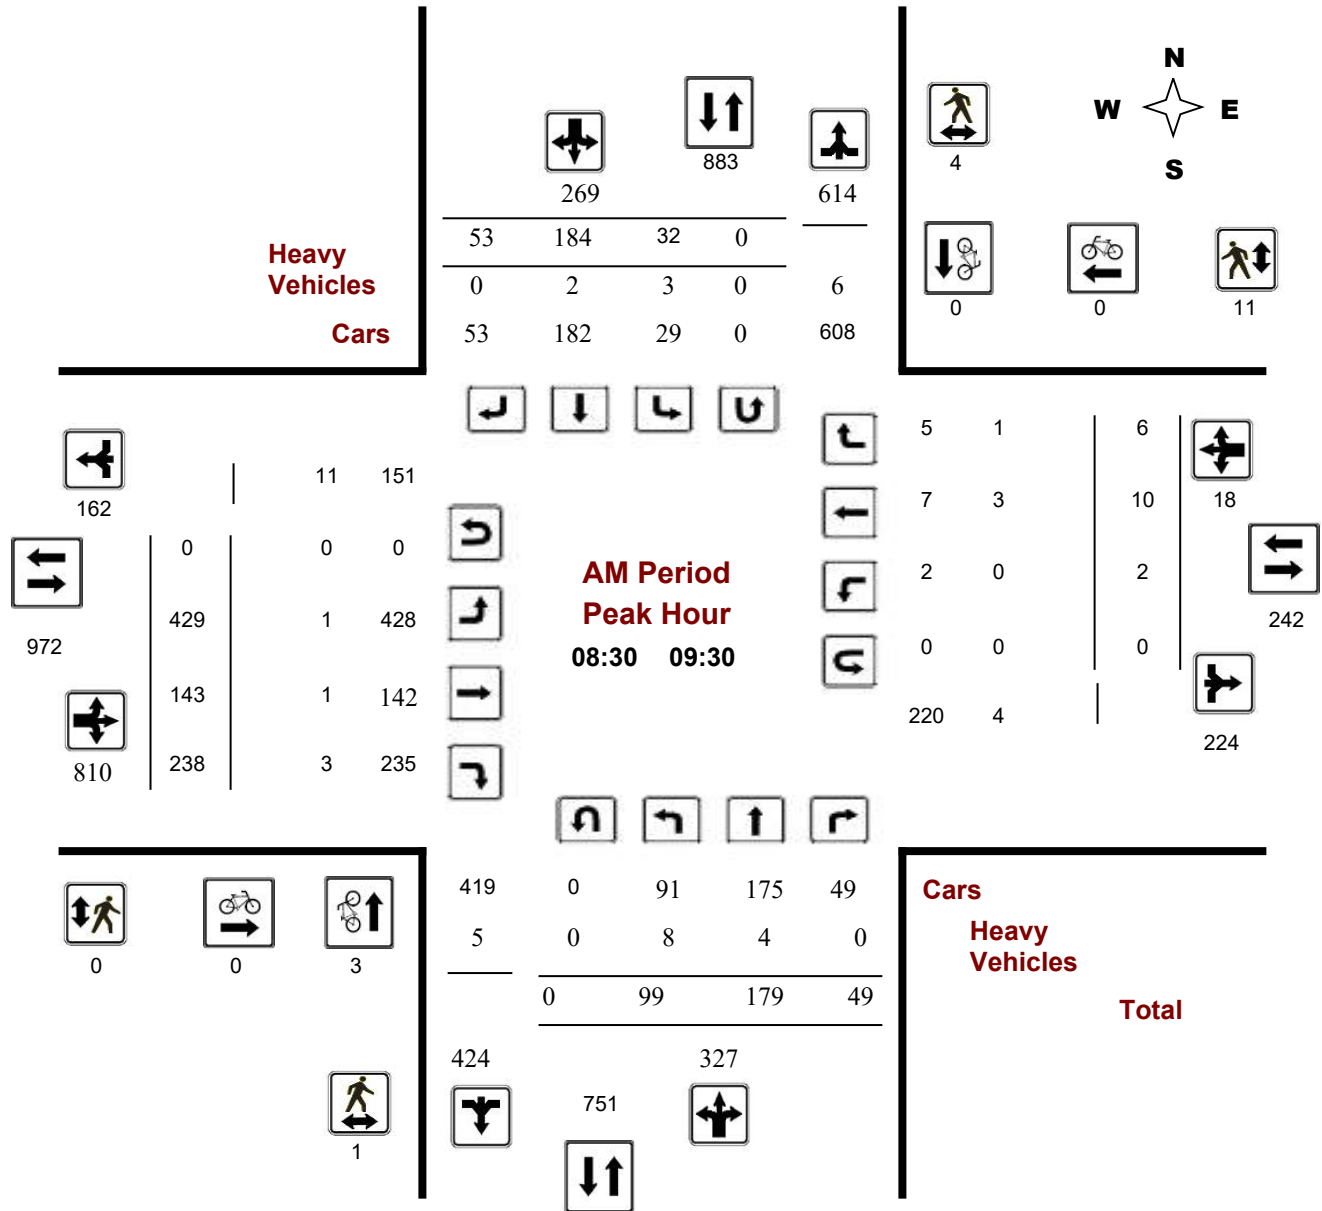 N
W E
S
883
4
269 614
53 184 32 0
Heavy
Vehicles 0 2 3 0 6
0 0 11
Cars 53 182 29 0 608
5 1 6
11 151
162
7 3 10 18
0 0 0
AM Period
2 0 2
Peak Hour
429 1 428
242
972
08:30 09:30
0 0 0
143 1 142
220 4
224
810 238 3 235
419 0 91 175 49 Cars
5 0 8 4 0 Heavy
Vehicles
0 0 3
0 99 179 49 Total
424 327
751
1